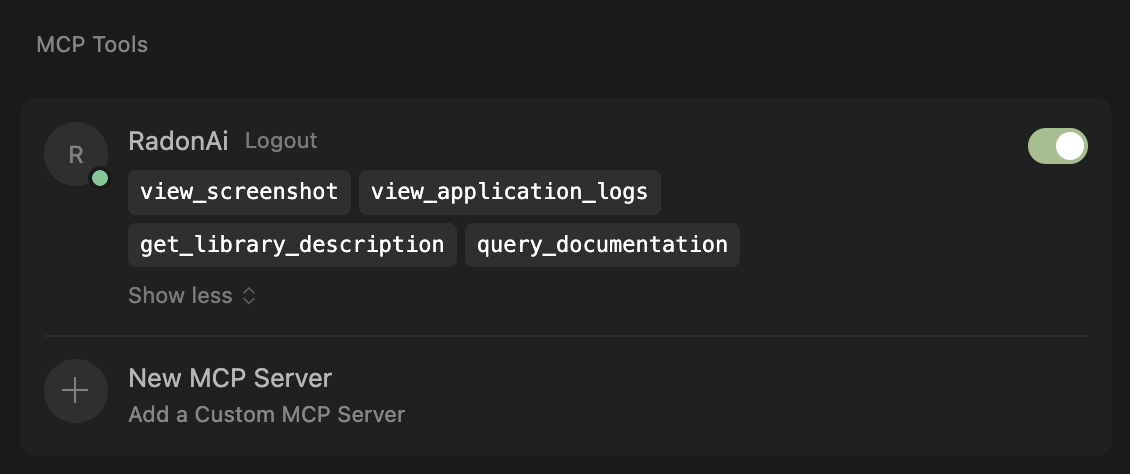 MCP Tools
R
RadonAi Logout
view_screenshot view_application_logs
get_library_description query_documentation
Show less
New MCP Server
Add a Custom MCP Server